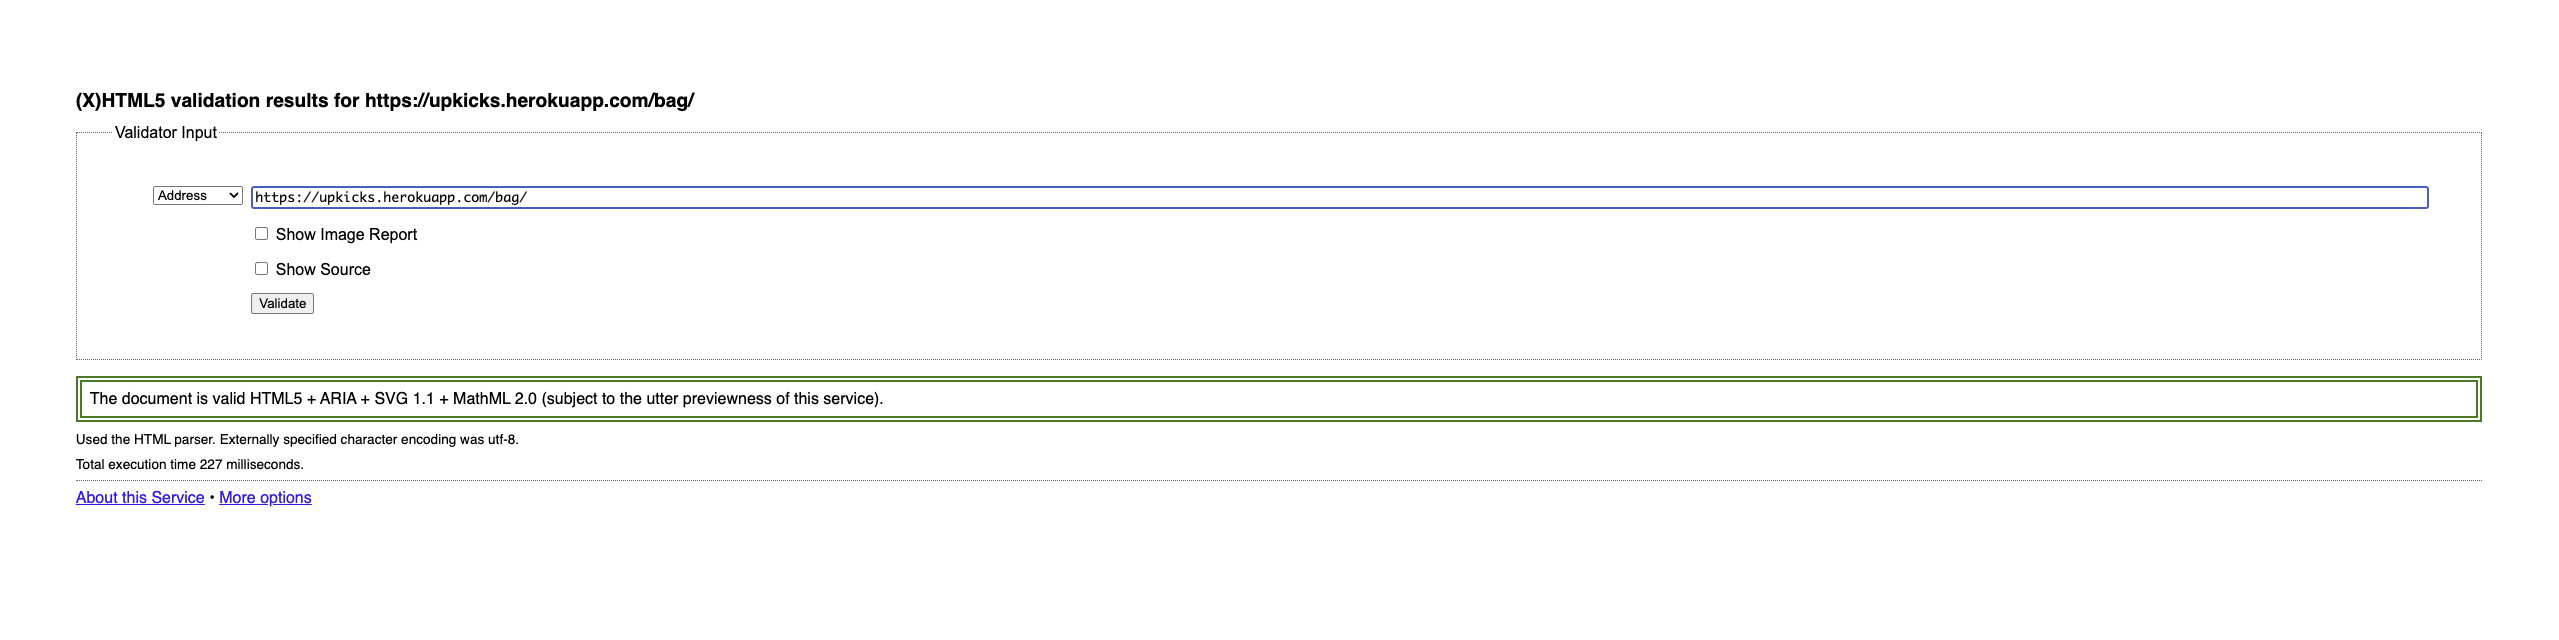 (X)HTML5 validation results for https://upkicks.herokuapp.com/bag/
Validator Input
Address https://upkicks.herokuapp.com/bag/
Show Image Report
Show Source
Validate
The document is valid HTML5 + ARIA + SVG 1.1 + MathML 2.0 (subject to the utter previewness of this service).
Used the HTML parser. Externally specified character encoding was utf-8.
Total execution time 227 milliseconds.
About this Service • More options